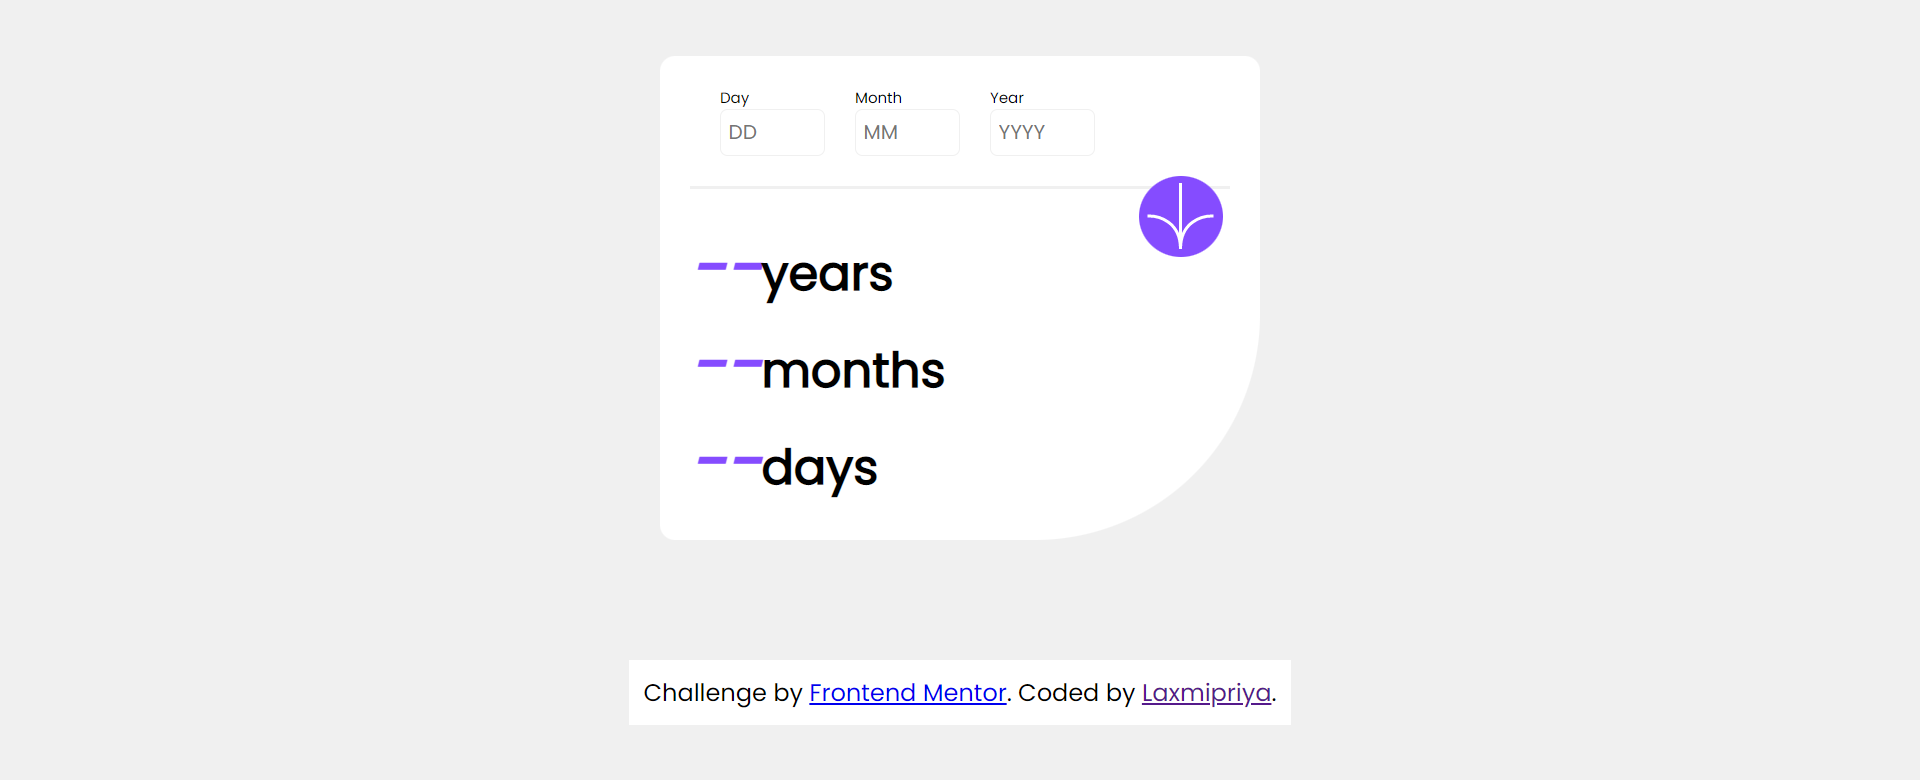 Day Month Year
DD MM YYYY
--years
--months
--days
Challenge by Frontend Mentor. Coded by Laxmipriya.